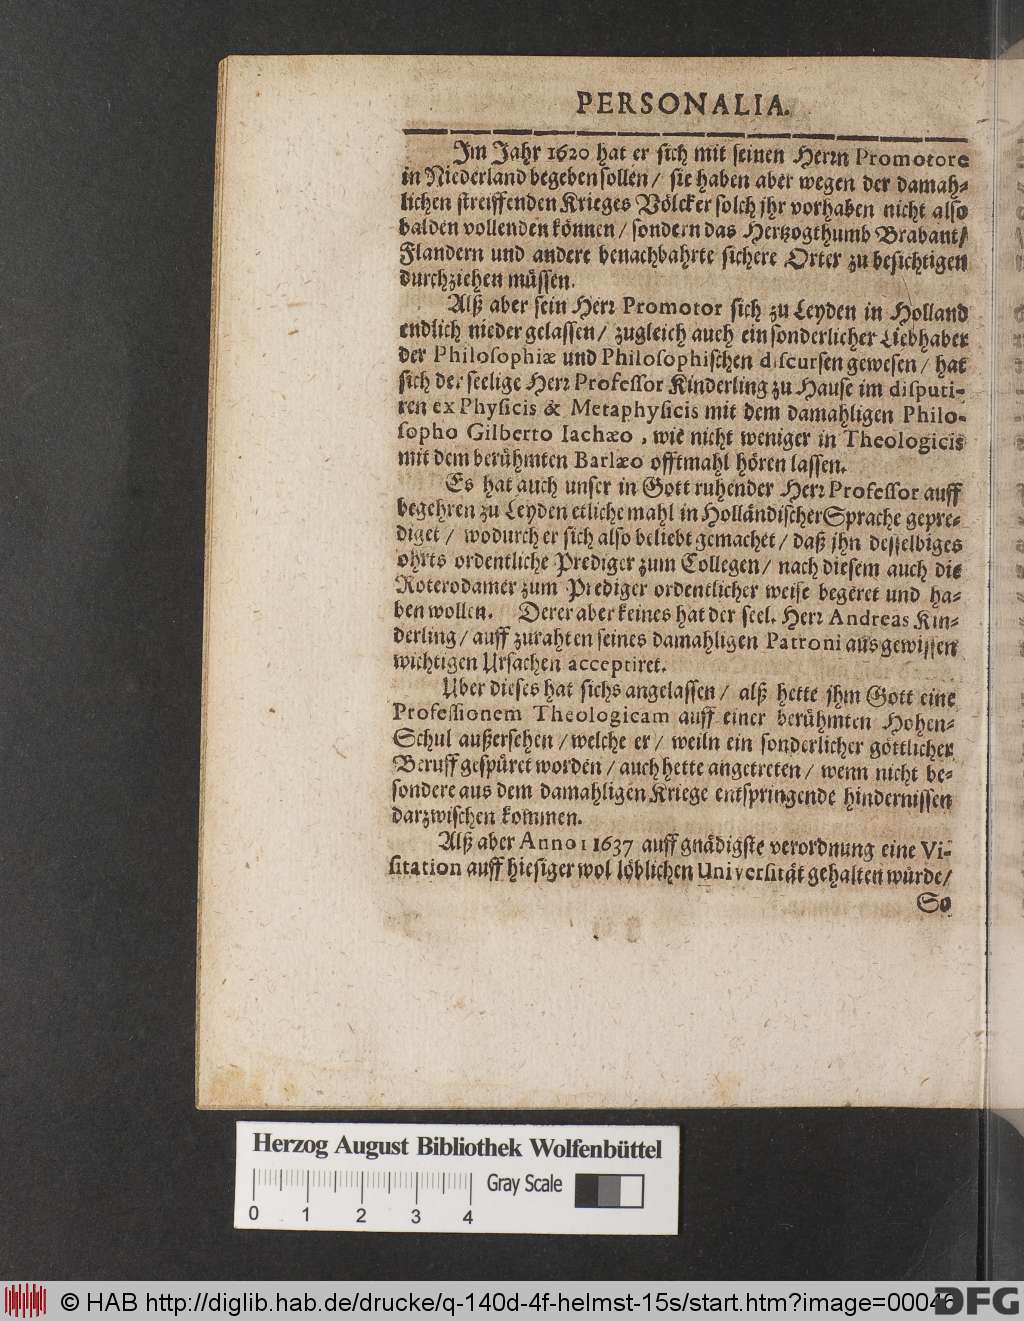 PERSONALIA.
Im Jahr 1620 hat er sich mit seinen Herꝛn Promotore
in Niederland begeben sollen / sie haben aber wegen der damah-
lichen streiffenden Krieges Völcker solch jhr vorhaben nicht also
balden vollenden können / sondern das Hertzogthumb Brabant /
Flandern und andere benachbahrte sichere Orter zu besichtigen
durchziehen müssen.
Alß aber sein Herꝛ Promotor sich zu Leyden in Holland
endlich nieder gelassen / zugleich auch ein sonderlicher Liebhaber
der Philosophiæ und Philosophischen discursen gewesen / hat
sich der seelige Herꝛ Professor Kinderling zu Hause im disputi-
ren ex Physicis & Metaphysicis mit dem damahligen Philo-
sopho Gilberto Iachæo , wie nicht weniger in Theologicis
mit dem berühmten Barlæo offtmahl hören lassen.
Es hat auch unser in Gott ruhender Herꝛ Professor auff
begehren zu Leyden etliche mahl in Holländischer Sprache gepre-
diget / wodurch er sich also beliebt gemachet / daß jhn desselbiges
ohrts ordentliche Prediger zum Collegen / nach diesem auch die
Roterodamer zum Prediger ordentlicher weise begeret und ha-
ben wollen. Derer aber keines hat der seel. Herꝛ Andreas Kin-
derling / auff zurahten seines damahligen Patroni aus gewissen
wichtigen Ursachen acceptiret.
Uber dieses hat sichs angelassen / alß hette jhm Gott eine
Professionem Theologicam auff einer berühmten Hohen-
Schul außersehen / welche er / weiln ein sonderlicher göttlicher
Beruff gespüret worden / auch hette angetreten / wenn nicht be-
sondere aus dem damahligen Kriege entspringende hindernissen
darzwischen kommen.
Alß aber Anno 1 1637 auff gnädigste verordnung eine Vi-
sitation auff hiesiger wol löblichen Universität gehalten würde /
So
Herzog August Bibliothek Wolfenbüttel
Gray Scale
0 1 2 3 4
© HAB http://diglib.hab.de/drucke/q-140d-4f-helmst-15s/start.htm?image=00046
DFG